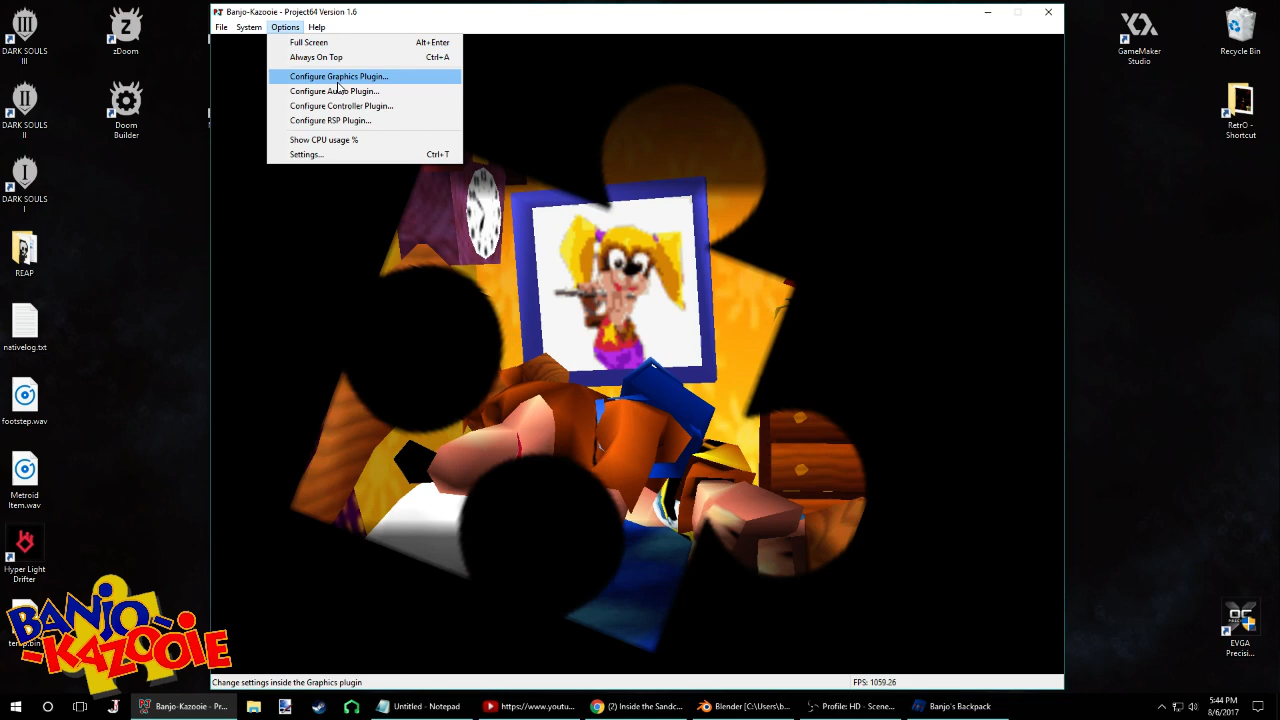 Banjo-Kazooie - Project64 Version 1.6
File System Options Help
Full Screen Alt+Enter
Always On Top Ctrl+A
Configure Graphics Plugin...
Configure Audio Plugin...
Configure Controller Plugin...
Configure RSP Plugin...
Show CPU usage %
Settings... Ctrl+T
DARK SOULS III
zDoom
DARK SOULS II
Doom Builder
DARK SOULS I
REAP
nativelog.txt
footstep.wav
Metroid Item.wav
Hyper Light Drifter
BANJO-
-KAZOOIE
GameMaker Studio
Recycle Bin
RetrO - Shortcut
EVGA Precisi...
Change settings inside the Graphics plugin
FPS: 1059.26
Banjo-Kazooie - Pr...
Untitled - Notepad
https://www.youtu...
(2) Inside the Sandc...
Blender [C:\Users\b...
Profile: HD - Scene...
Banjo's Backpack
5:44 PM
8/6/2017